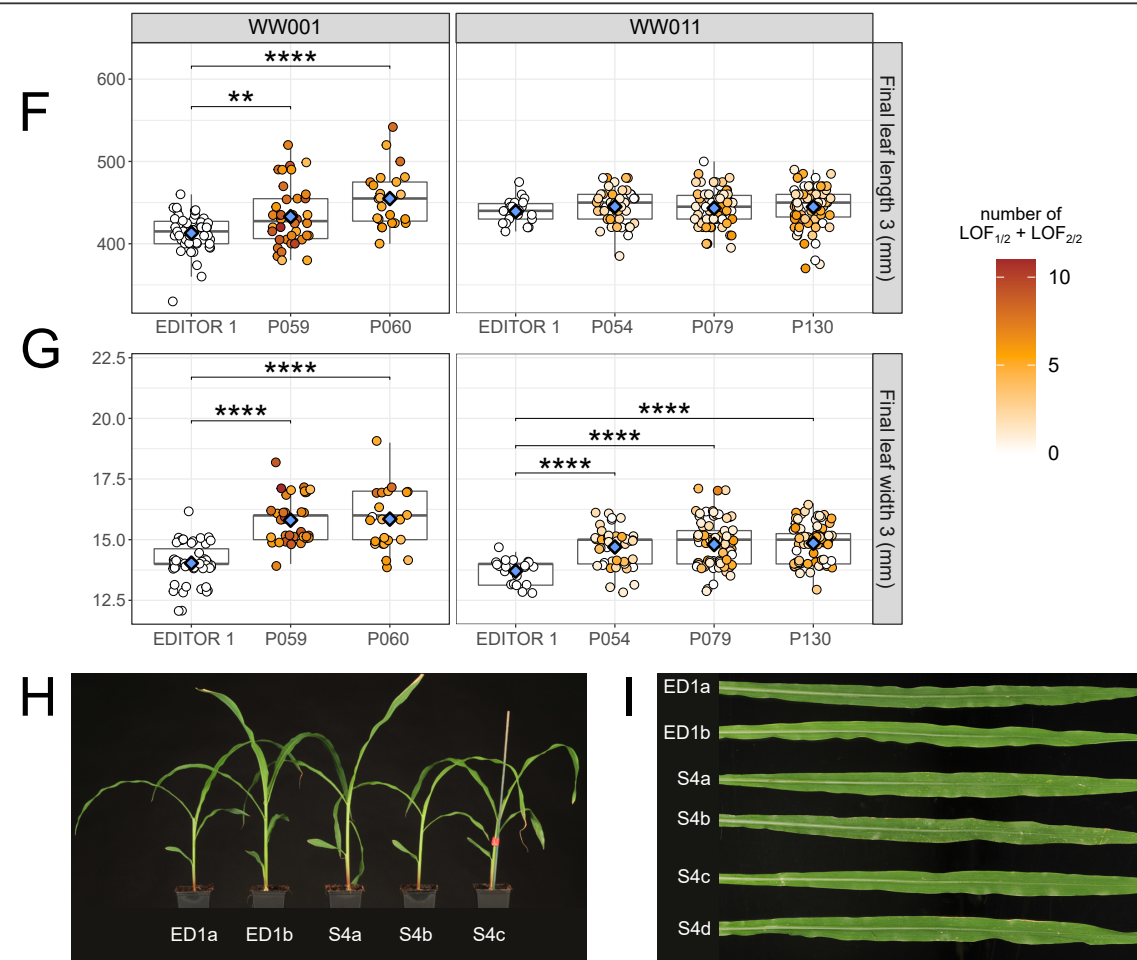 WW001
WW011
F
600
500
400
****
**
Final leaf length 3 (mm)
EDITOR 1
P059
P060
EDITOR 1
P054
P079
P130
number of
LOF1/2 + LOF2/2
10
5
0
G
22.5
20.0
17.5
15.0
12.5
****
****
****
****
****
Final leaf width 3 (mm)
EDITOR 1
P059
P060
EDITOR 1
P054
P079
P130
H
ED1a
ED1b
S4a
S4b
S4c
I
ED1a
ED1b
S4a
S4b
S4c
S4d